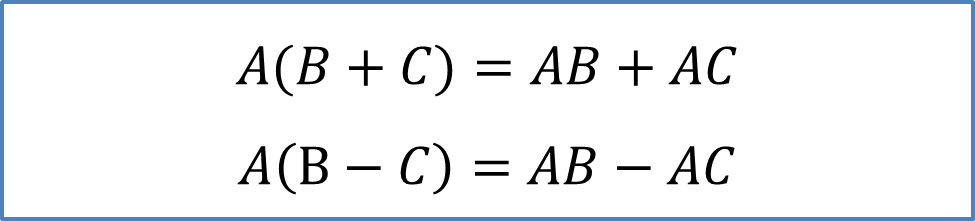 A(B + C) = AB + AC
A(B − C) = AB − AC